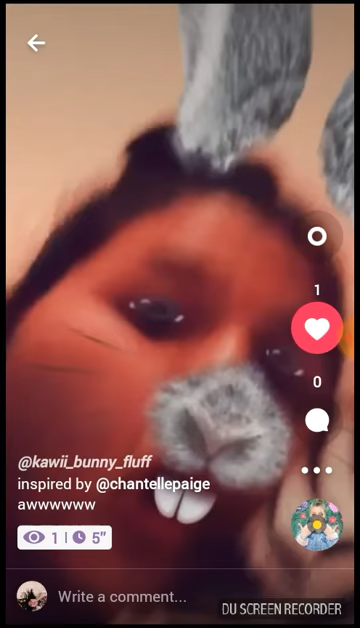 1
0
@kawii_bunny_fluff
inspired by @chantellepaige
awwwwww
1 | 5"
Write a comment...
DU SCREEN RECORDER